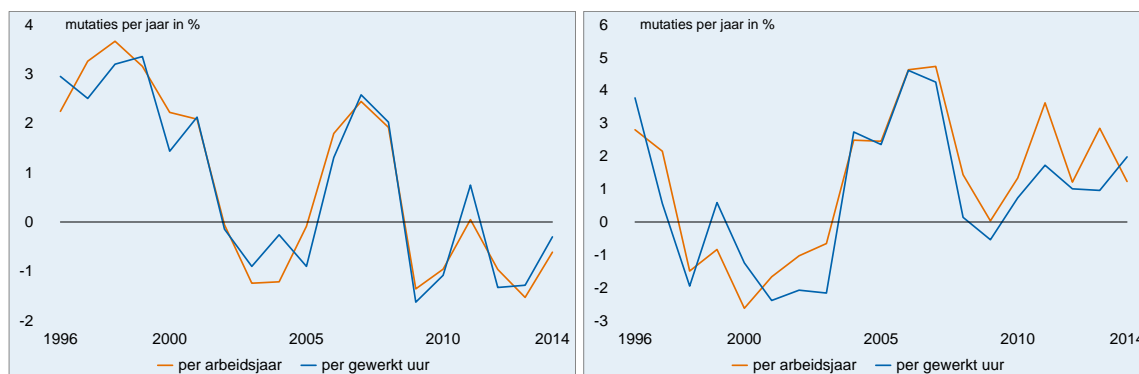 mutaties per jaar in %
4
3
2
1
0
-1
-2
1996 2000 2005 2010 2014
per arbeidsjaar per gewerkt uur
mutaties per jaar in %
6
5
4
3
2
1
0
-1
-2
-3
1996 2000 2005 2010 2014
per arbeidsjaar per gewerkt uur